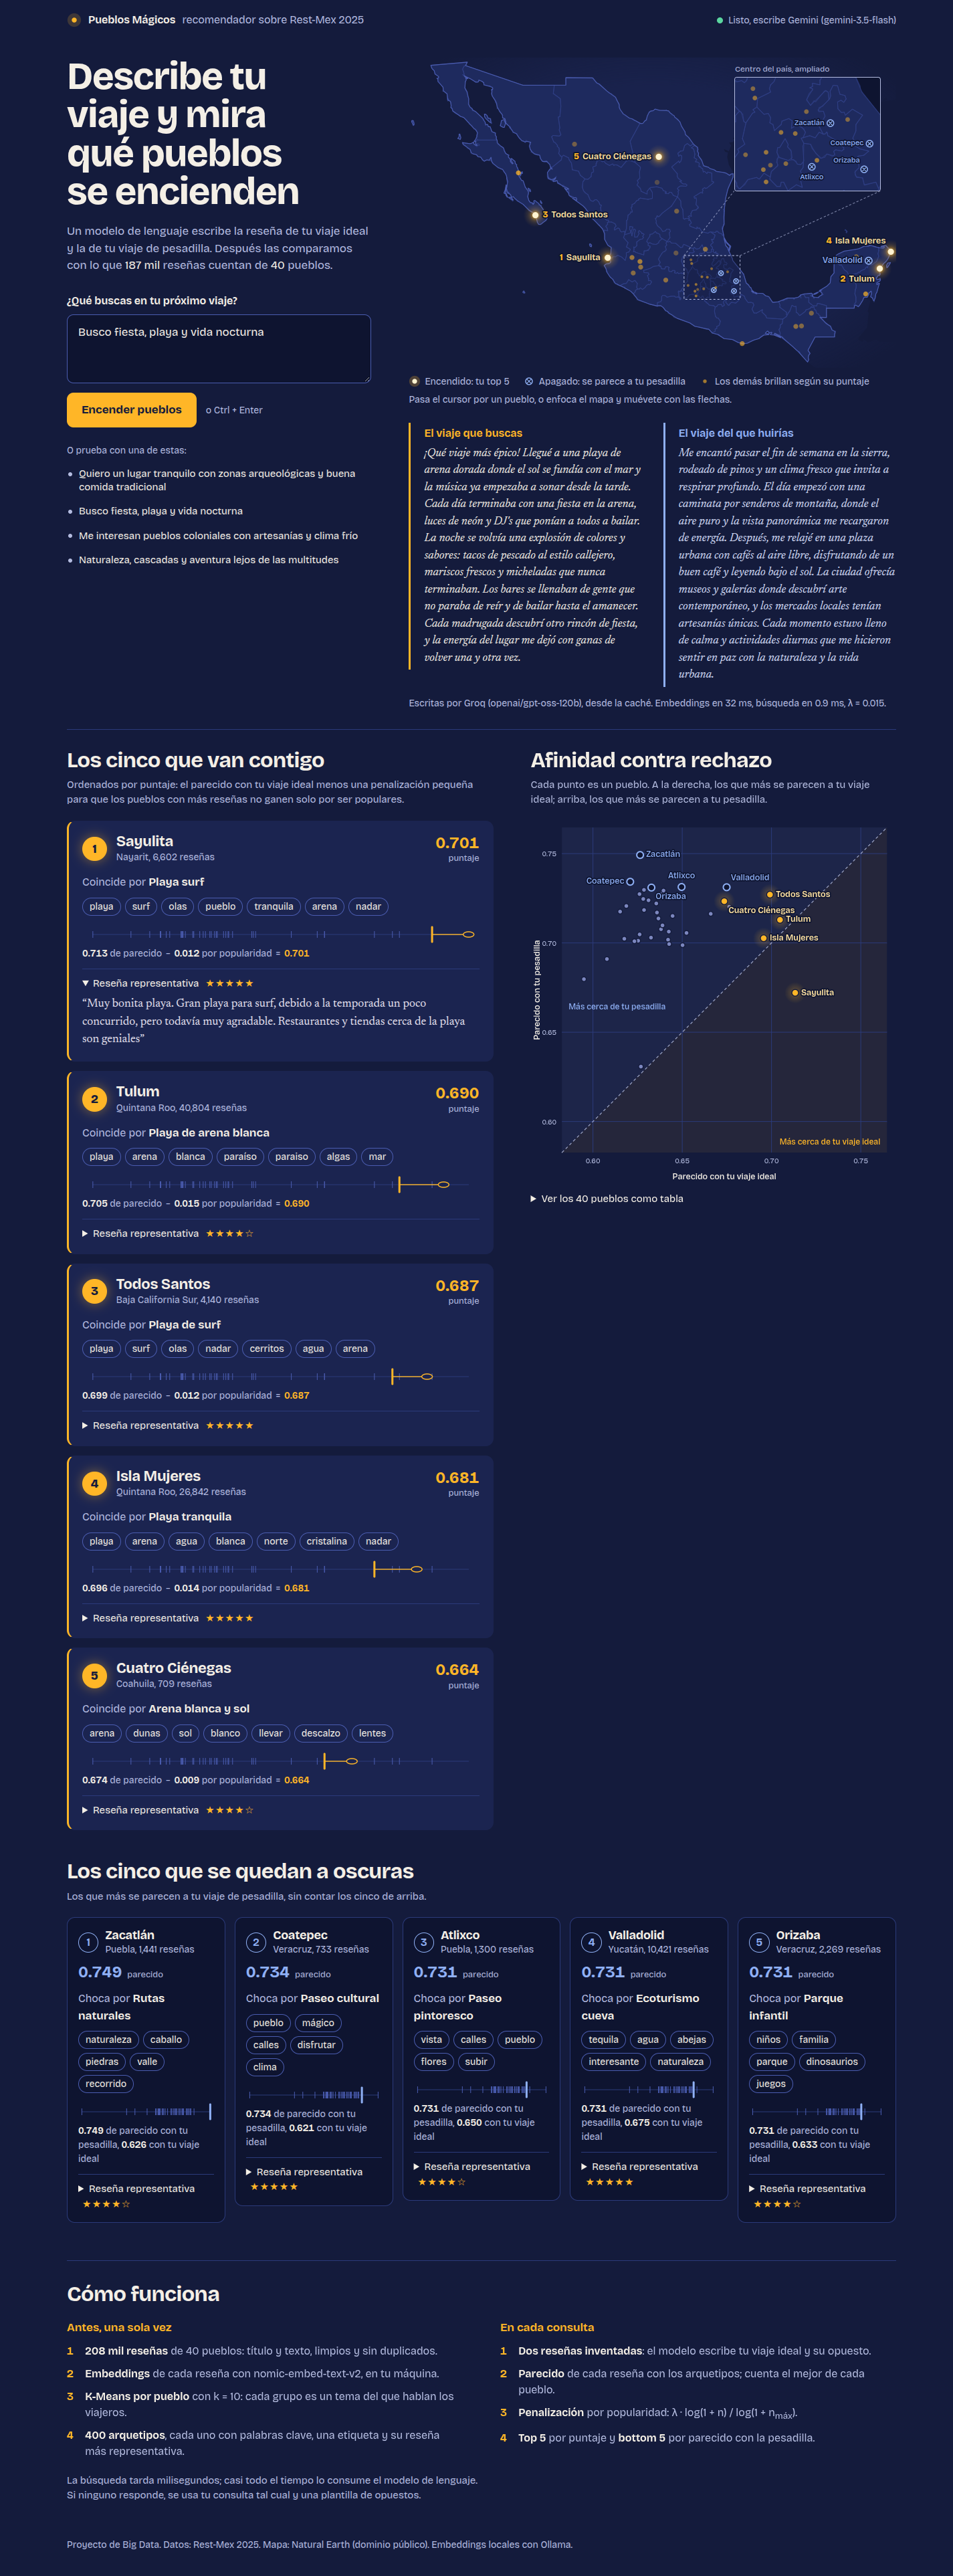 Pueblos Mágicos recomendador sobre Rest-Mex 2025
Listo, escribe Gemini (gemini-3.5-flash)
Describe tu
viaje y mira
qué pueblos
se encienden
Un modelo de lenguaje escribe la reseña de tu viaje ideal
y la de tu viaje de pesadilla. Después las comparamos
con lo que 187 mil reseñas cuentan de 40 pueblos.
¿Qué buscas en tu próximo viaje?
Busco fiesta, playa y vida nocturna
Encender pueblos
o Ctrl + Enter
O prueba con una de estas:
Quiero un lugar tranquilo con zonas arqueológicas y buena
comida tradicional
Busco fiesta, playa y vida nocturna
Me interesan pueblos coloniales con artesanías y clima frío
Naturaleza, cascadas y aventura lejos de las multitudes
Centro del país, ampliado
Zacatlán
Coatepec
Orizaba
Atlixco
5 Cuatro Ciénegas
3 Todos Santos
1 Sayulita
4 Isla Mujeres
Valladolid
2 Tulum
Encendido: tu top 5
Apagado: se parece a tu pesadilla
Los demás brillan según su puntaje
Pasa el cursor por un pueblo, o enfoca el mapa y muévete con las flechas.
El viaje que buscas
¡Qué viaje más épico! Llegué a una playa de
arena dorada donde el sol se fundía con el mar y
la música ya empezaba a sonar desde la tarde.
Cada día terminaba con una fiesta en la arena,
luces de neón y DJ's que ponían a todos a bailar.
La noche se volvía una explosión de colores y
sabores: tacos de pescado al estilo callejero,
mariscos frescos y micheladas que nunca
terminaban. Los bares se llenaban de gente que
no paraba de reír y de bailar hasta el amanecer.
Cada madrugada descubrí otro rincón de fiesta,
y la energía del lugar me dejó con ganas de
volver una y otra vez.
El viaje del que huirías
Me encantó pasar el fin de semana en la sierra,
rodeado de pinos y un clima fresco que invita a
respirar profundo. El día empezó con una
caminata por senderos de montaña, donde el
aire puro y la vista panorámica me recargaron
de energía. Después, me relajé en una plaza
urbana con cafés al aire libre, disfrutando de un
buen café y leyendo bajo el sol. La ciudad ofrecía
museos y galerías donde descubrí arte
contemporáneo, y los mercados locales tenían
artesanías únicas. Cada momento estuvo lleno
de calma y actividades diurnas que me hicieron
sentir en paz con la naturaleza y la vida
urbana.
Escritas por Groq (openai/gpt-oss-120b), desde la caché. Embeddings en 32 ms, búsqueda en 0.9 ms, λ = 0.015.
Los cinco que van contigo
Ordenados por puntaje: el parecido con tu viaje ideal menos una penalización pequeña
para que los pueblos con más reseñas no ganen solo por ser populares.
1
Sayulita
Nayarit, 6,602 reseñas
0.701
puntaje
Coincide por Playa surf
playa surf olas pueblo tranquila arena nadar
0.713 de parecido − 0.012 por popularidad = 0.701
▼ Reseña representativa ★★★★★
“Muy bonita playa. Gran playa para surf, debido a la temporada un poco
concurrido, pero todavía muy agradable. Restaurantes y tiendas cerca de la playa
son geniales”
2
Tulum
Quintana Roo, 40,804 reseñas
0.690
puntaje
Coincide por Playa de arena blanca
playa arena blanca paraíso paraiso algas mar
0.705 de parecido − 0.015 por popularidad = 0.690
▶ Reseña representativa ★★★★☆
3
Todos Santos
Baja California Sur, 4,140 reseñas
0.687
puntaje
Coincide por Playa de surf
playa surf olas nadar cerritos agua arena
0.699 de parecido − 0.012 por popularidad = 0.687
▶ Reseña representativa ★★★★★
4
Isla Mujeres
Quintana Roo, 26,842 reseñas
0.681
puntaje
Coincide por Playa tranquila
playa arena agua blanca norte cristalina nadar
0.696 de parecido − 0.014 por popularidad = 0.681
▶ Reseña representativa ★★★★★
5
Cuatro Ciénegas
Coahuila, 709 reseñas
0.664
puntaje
Coincide por Arena blanca y sol
arena dunas sol blanco llevar descalzo lentes
0.674 de parecido − 0.009 por popularidad = 0.664
▶ Reseña representativa ★★★★☆
Afinidad contra rechazo
Cada punto es un pueblo. A la derecha, los que más se parecen a tu viaje
ideal; arriba, los que más se parecen a tu pesadilla.
0.75
0.70
0.65
0.60
Parecido con tu pesadilla
Zacatlán
Coatepec
Atlixco
Orizaba
Valladolid
Todos Santos
Cuatro Ciénegas
Tulum
Isla Mujeres
Sayulita
Más cerca de tu pesadilla
Más cerca de tu viaje ideal
0.60 0.65 0.70 0.75
Parecido con tu viaje ideal
▶ Ver los 40 pueblos como tabla
Los cinco que se quedan a oscuras
Los que más se parecen a tu viaje de pesadilla, sin contar los cinco de arriba.
1
Zacatlán
Puebla, 1,441 reseñas
0.749 parecido
Choca por Rutas
naturales
naturaleza caballo
piedras valle
recorrido
0.749 de parecido con tu
pesadilla, 0.626 con tu viaje
ideal
▶ Reseña representativa
★★★★☆
2
Coatepec
Veracruz, 733 reseñas
0.734 parecido
Choca por Paseo cultural
pueblo mágico
calles disfrutar
clima
0.734 de parecido con tu
pesadilla, 0.621 con tu viaje
ideal
▶ Reseña representativa
★★★★★
3
Atlixco
Puebla, 1,300 reseñas
0.731 parecido
Choca por Paseo
pintoresco
vista calles pueblo
flores subir
0.731 de parecido con tu
pesadilla, 0.650 con tu viaje
ideal
▶ Reseña representativa
★★★★☆
4
Valladolid
Yucatán, 10,421 reseñas
0.731 parecido
Choca por Ecoturismo
cueva
tequila agua abejas
interesante naturaleza
0.731 de parecido con tu
pesadilla, 0.675 con tu viaje
ideal
▶ Reseña representativa
★★★★★
5
Orizaba
Veracruz, 2,269 reseñas
0.731 parecido
Choca por Parque
infantil
niños familia
parque dinosaurios
juegos
0.731 de parecido con tu
pesadilla, 0.633 con tu viaje
ideal
▶ Reseña representativa
★★★★☆
Cómo funciona
Antes, una sola vez
1 208 mil reseñas de 40 pueblos: título y texto, limpios y sin duplicados.
2 Embeddings de cada reseña con nomic-embed-text-v2, en tu máquina.
3 K-Means por pueblo con k = 10: cada grupo es un tema del que hablan los
viajeros.
4 400 arquetipos, cada uno con palabras clave, una etiqueta y su reseña
más representativa.
En cada consulta
1 Dos reseñas inventadas: el modelo escribe tu viaje ideal y su opuesto.
2 Parecido de cada reseña con los arquetipos; cuenta el mejor de cada
pueblo.
3 Penalización por popularidad: λ · log(1 + n) / log(1 + nmáx).
4 Top 5 por puntaje y bottom 5 por parecido con la pesadilla.
La búsqueda tarda milisegundos; casi todo el tiempo lo consume el modelo de lenguaje.
Si ninguno responde, se usa tu consulta tal cual y una plantilla de opuestos.
Proyecto de Big Data. Datos: Rest-Mex 2025. Mapa: Natural Earth (dominio público). Embeddings locales con Ollama.